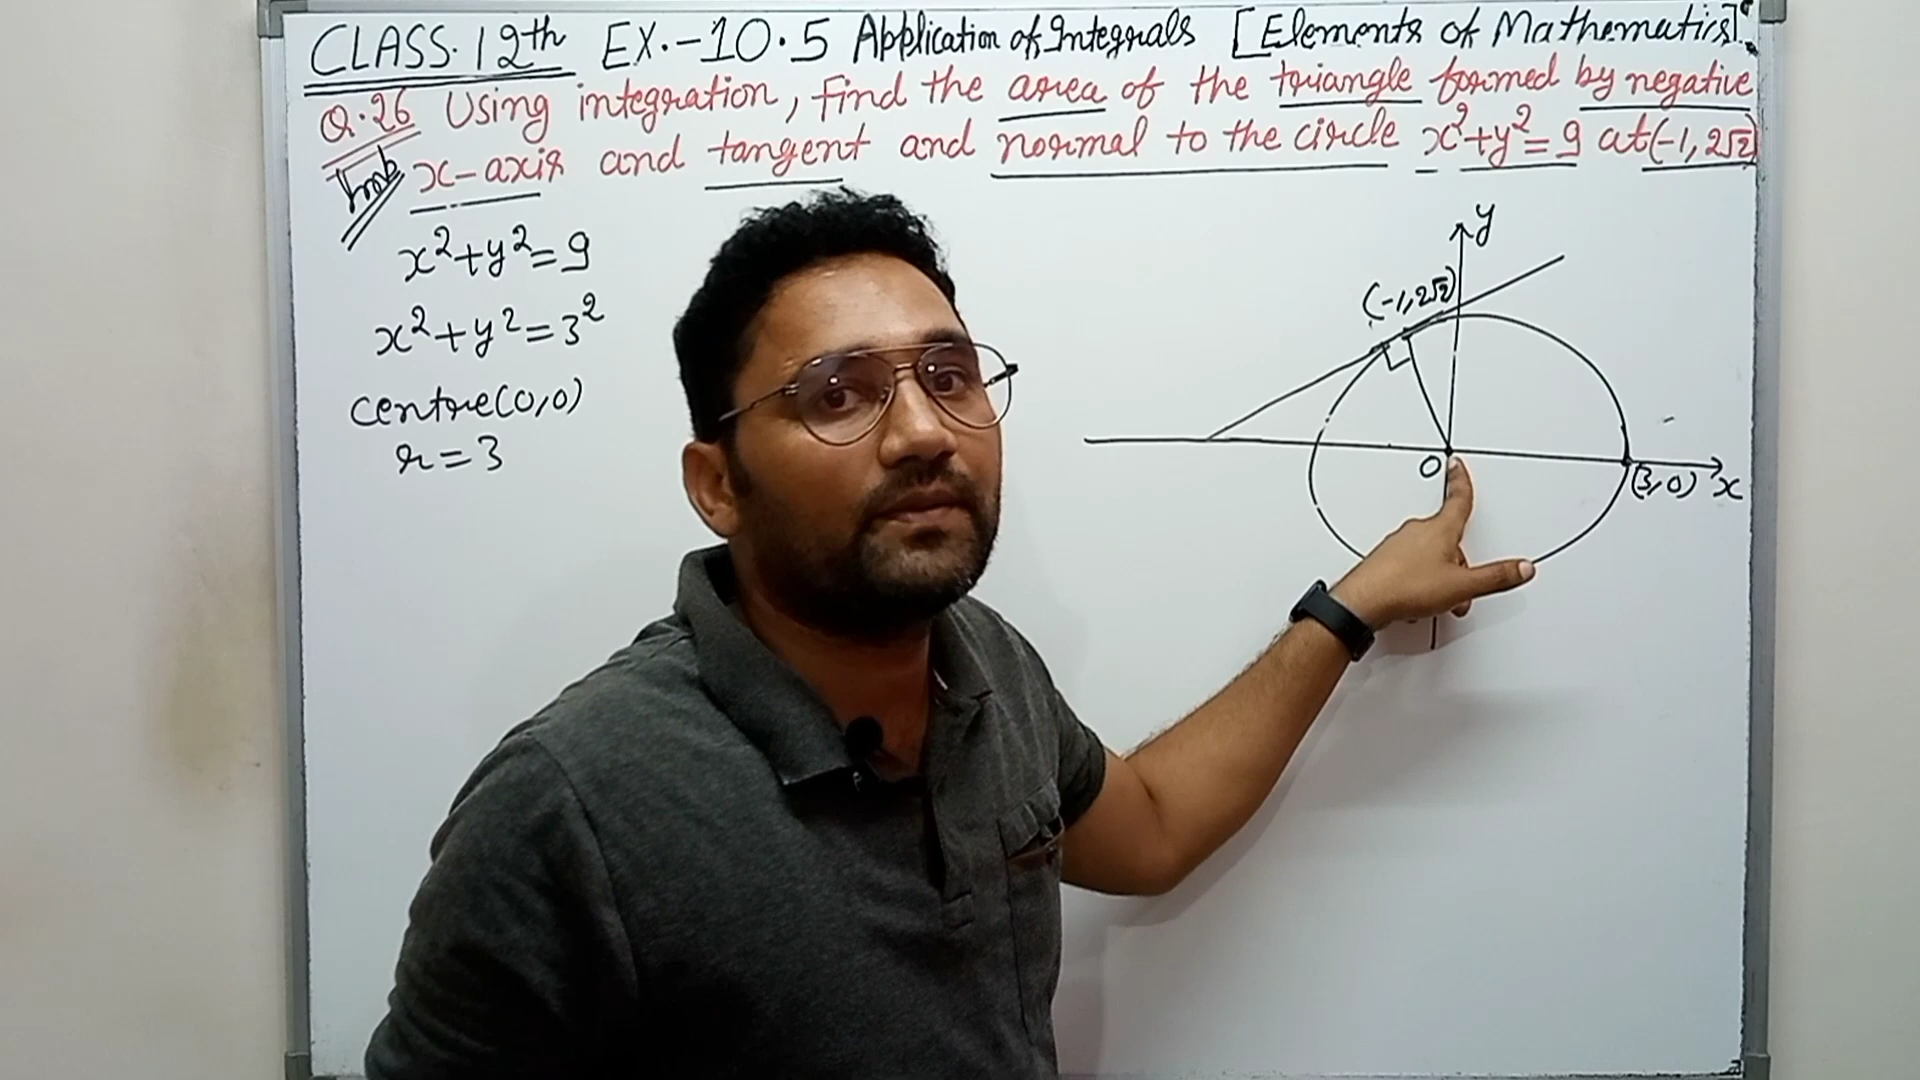 CLASS. 12th EX.-10.5 Application of Integrals [Elements of Mathematics]
Q.26 Using integration, find the area of the triangle formed by negative
Imp x-axis and tangent and normal to the circle x²+y²=9 at(-1, 2√2)
x²+y²=9
x²+y²=3²
centre(0,0)
r=3
y
(-1,2√2)
O
(3,0)
x